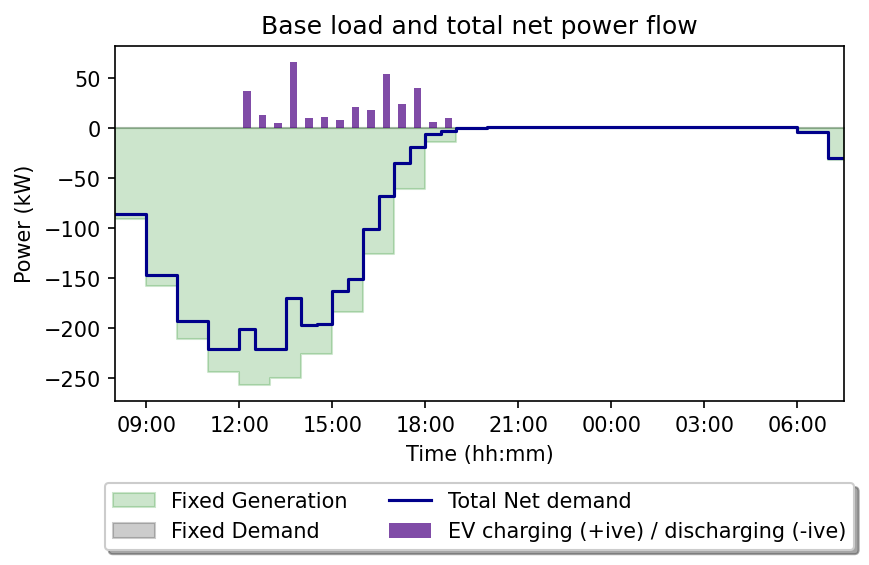 Base load and total net power flow
Power (kW)
50
0
−50
−100
−150
−200
−250
09:00 12:00 15:00 18:00 21:00 00:00 03:00 06:00
Time (hh:mm)
Fixed Generation
Fixed Demand
Total Net demand
EV charging (+ive) / discharging (-ive)